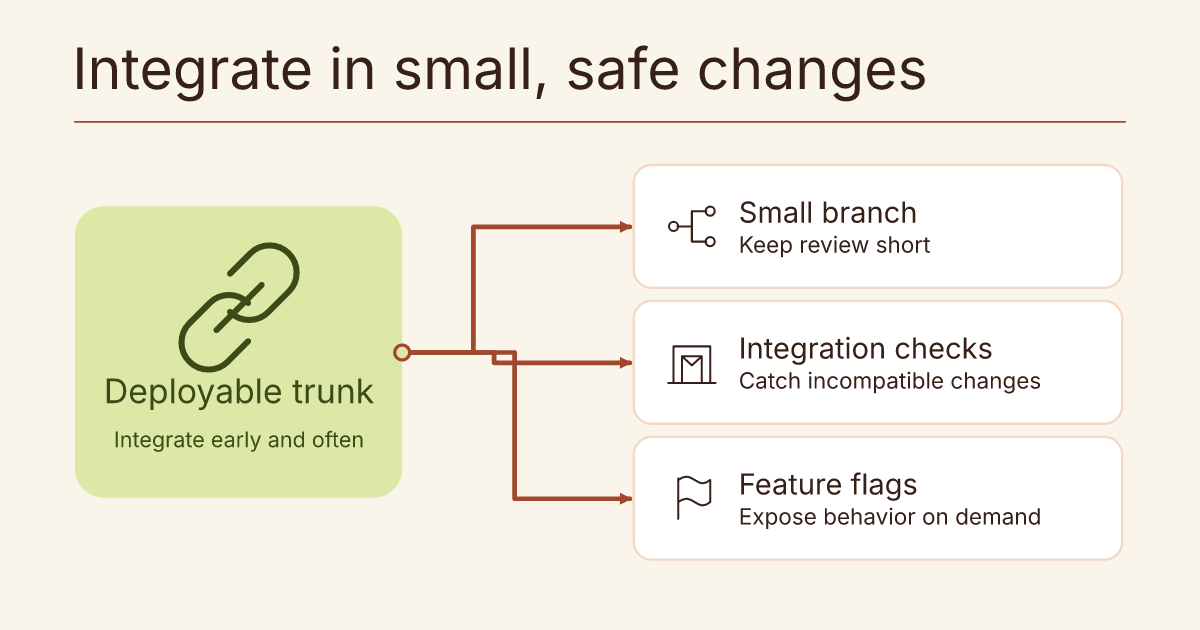 Integrate in small, safe changes
Deployable trunk
Integrate early and often
Small branch
Keep review short
Integration checks
Catch incompatible changes
Feature flags
Expose behavior on demand